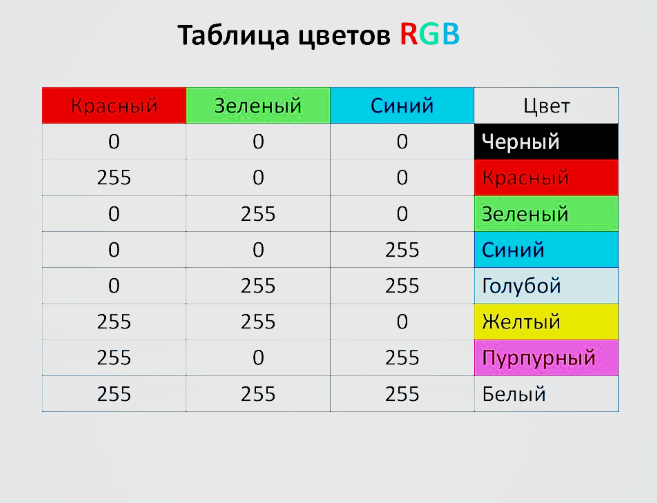 Таблица цветов RGB
Красный Зеленый Синий Цвет
0 0 0 Черный
255 0 0 Красный
0 255 0 Зеленый
0 0 255 Синий
0 255 255 Голубой
255 255 0 Желтый
255 0 255 Пурпурный
255 255 255 Белый